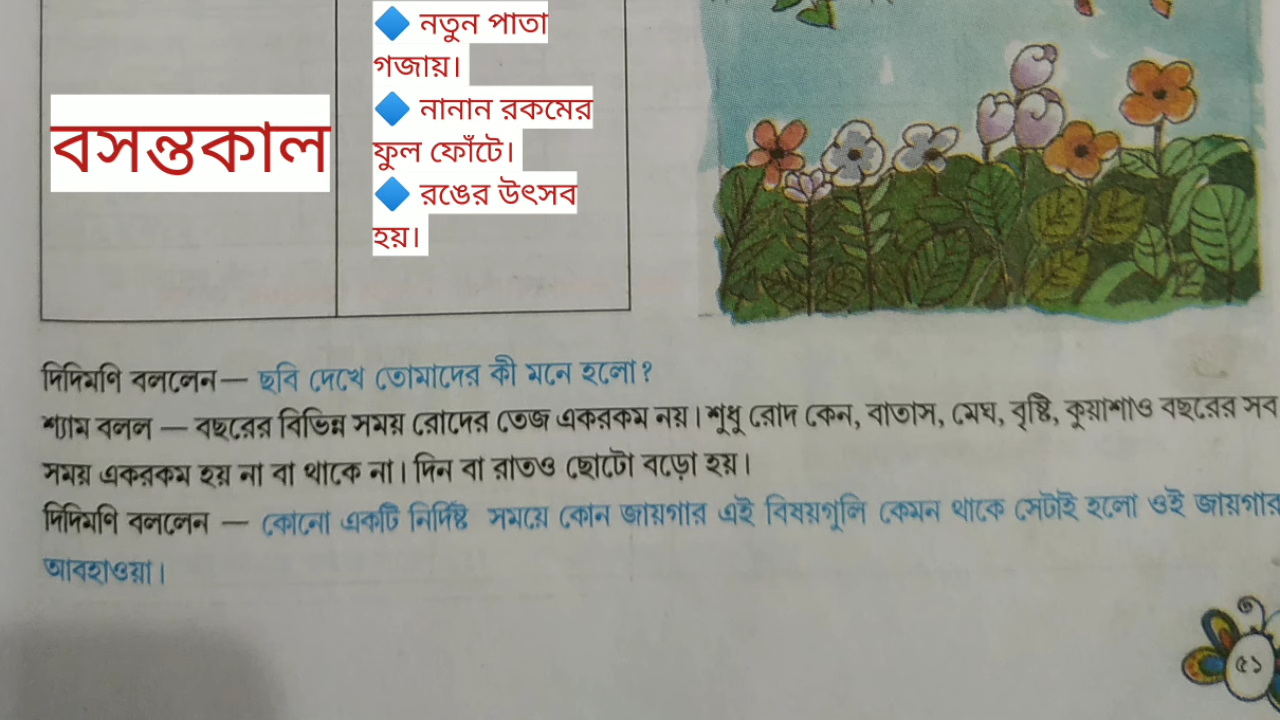 বসন্তকাল
🔷 নতুন পাতা
গজায়।
🔷 নানান রকমের
ফুল ফোঁটে।
🔷 রঙের উৎসব
হয়।
দিদিমণি বললেন— ছবি দেখে তোমাদের কী মনে হলো?
শ্যাম বলল — বছরের বিভিন্ন সময় রোদের তেজ একরকম নয়। শুধু রোদ কেন, বাতাস, মেঘ, বৃষ্টি, কুয়াশাও বছরের সব
সময় একরকম হয় না বা থাকে না। দিন বা রাতও ছোটো বড়ো হয়।
দিদিমণি বললেন — কোনো একটি নির্দিষ্ট সময়ে কোন জায়গার এই বিষয়গুলি কেমন থাকে সেটাই হলো ওই জায়গার
আবহাওয়া।
৫১